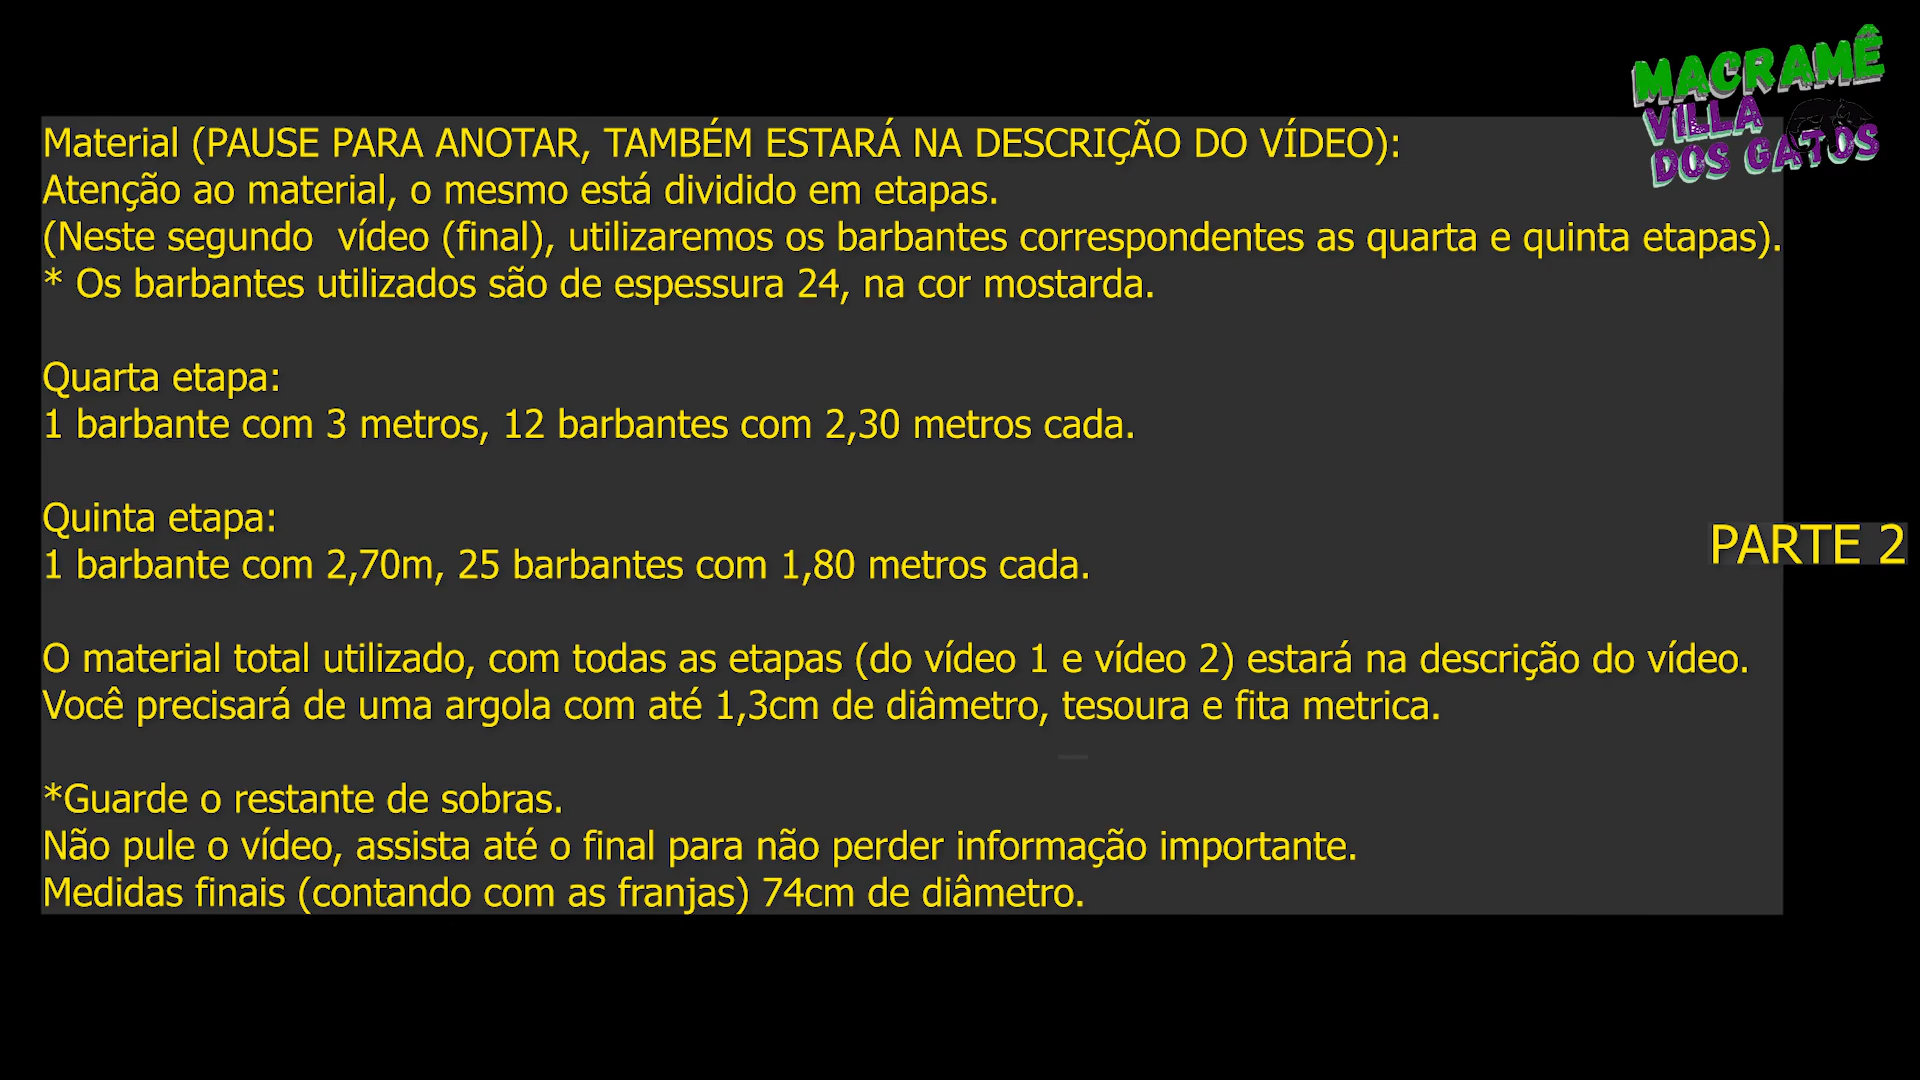 MACRAMÊ
VILLA
DOS GATOS
Material (PAUSE PARA ANOTAR, TAMBÉM ESTARÁ NA DESCRIÇÃO DO VÍDEO):
Atenção ao material, o mesmo está dividido em etapas.
(Neste segundo  vídeo (final), utilizaremos os barbantes correspondentes as quarta e quinta etapas).
* Os barbantes utilizados são de espessura 24, na cor mostarda.
Quarta etapa:
1 barbante com 3 metros, 12 barbantes com 2,30 metros cada.
Quinta etapa:
1 barbante com 2,70m, 25 barbantes com 1,80 metros cada.
PARTE 2
O material total utilizado, com todas as etapas (do vídeo 1 e vídeo 2) estará na descrição do vídeo.
Você precisará de uma argola com até 1,3cm de diâmetro, tesoura e fita metrica.
*Guarde o restante de sobras.
Não pule o vídeo, assista até o final para não perder informação importante.
Medidas finais (contando com as franjas) 74cm de diâmetro.